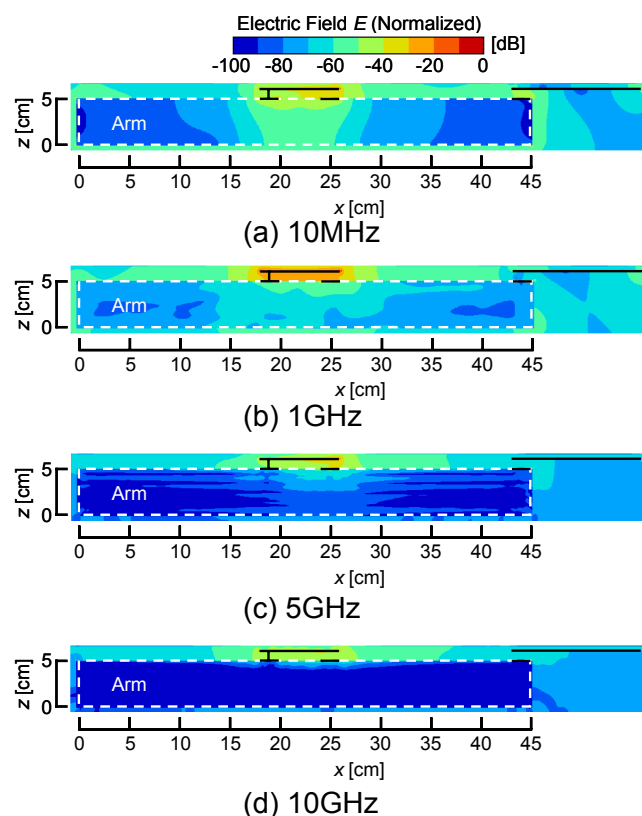 Electric Field E (Normalized)
[dB]
-100 -80 -60 -40 -20 0
z [cm]
5
0
Arm
0 5 10 15 20 25 30 35 40 45
x [cm]
(a) 10MHz
z [cm]
5
0
Arm
0 5 10 15 20 25 30 35 40 45
x [cm]
(b) 1GHz
z [cm]
5
0
Arm
0 5 10 15 20 25 30 35 40 45
x [cm]
(c) 5GHz
z [cm]
5
0
Arm
0 5 10 15 20 25 30 35 40 45
x [cm]
(d) 10GHz